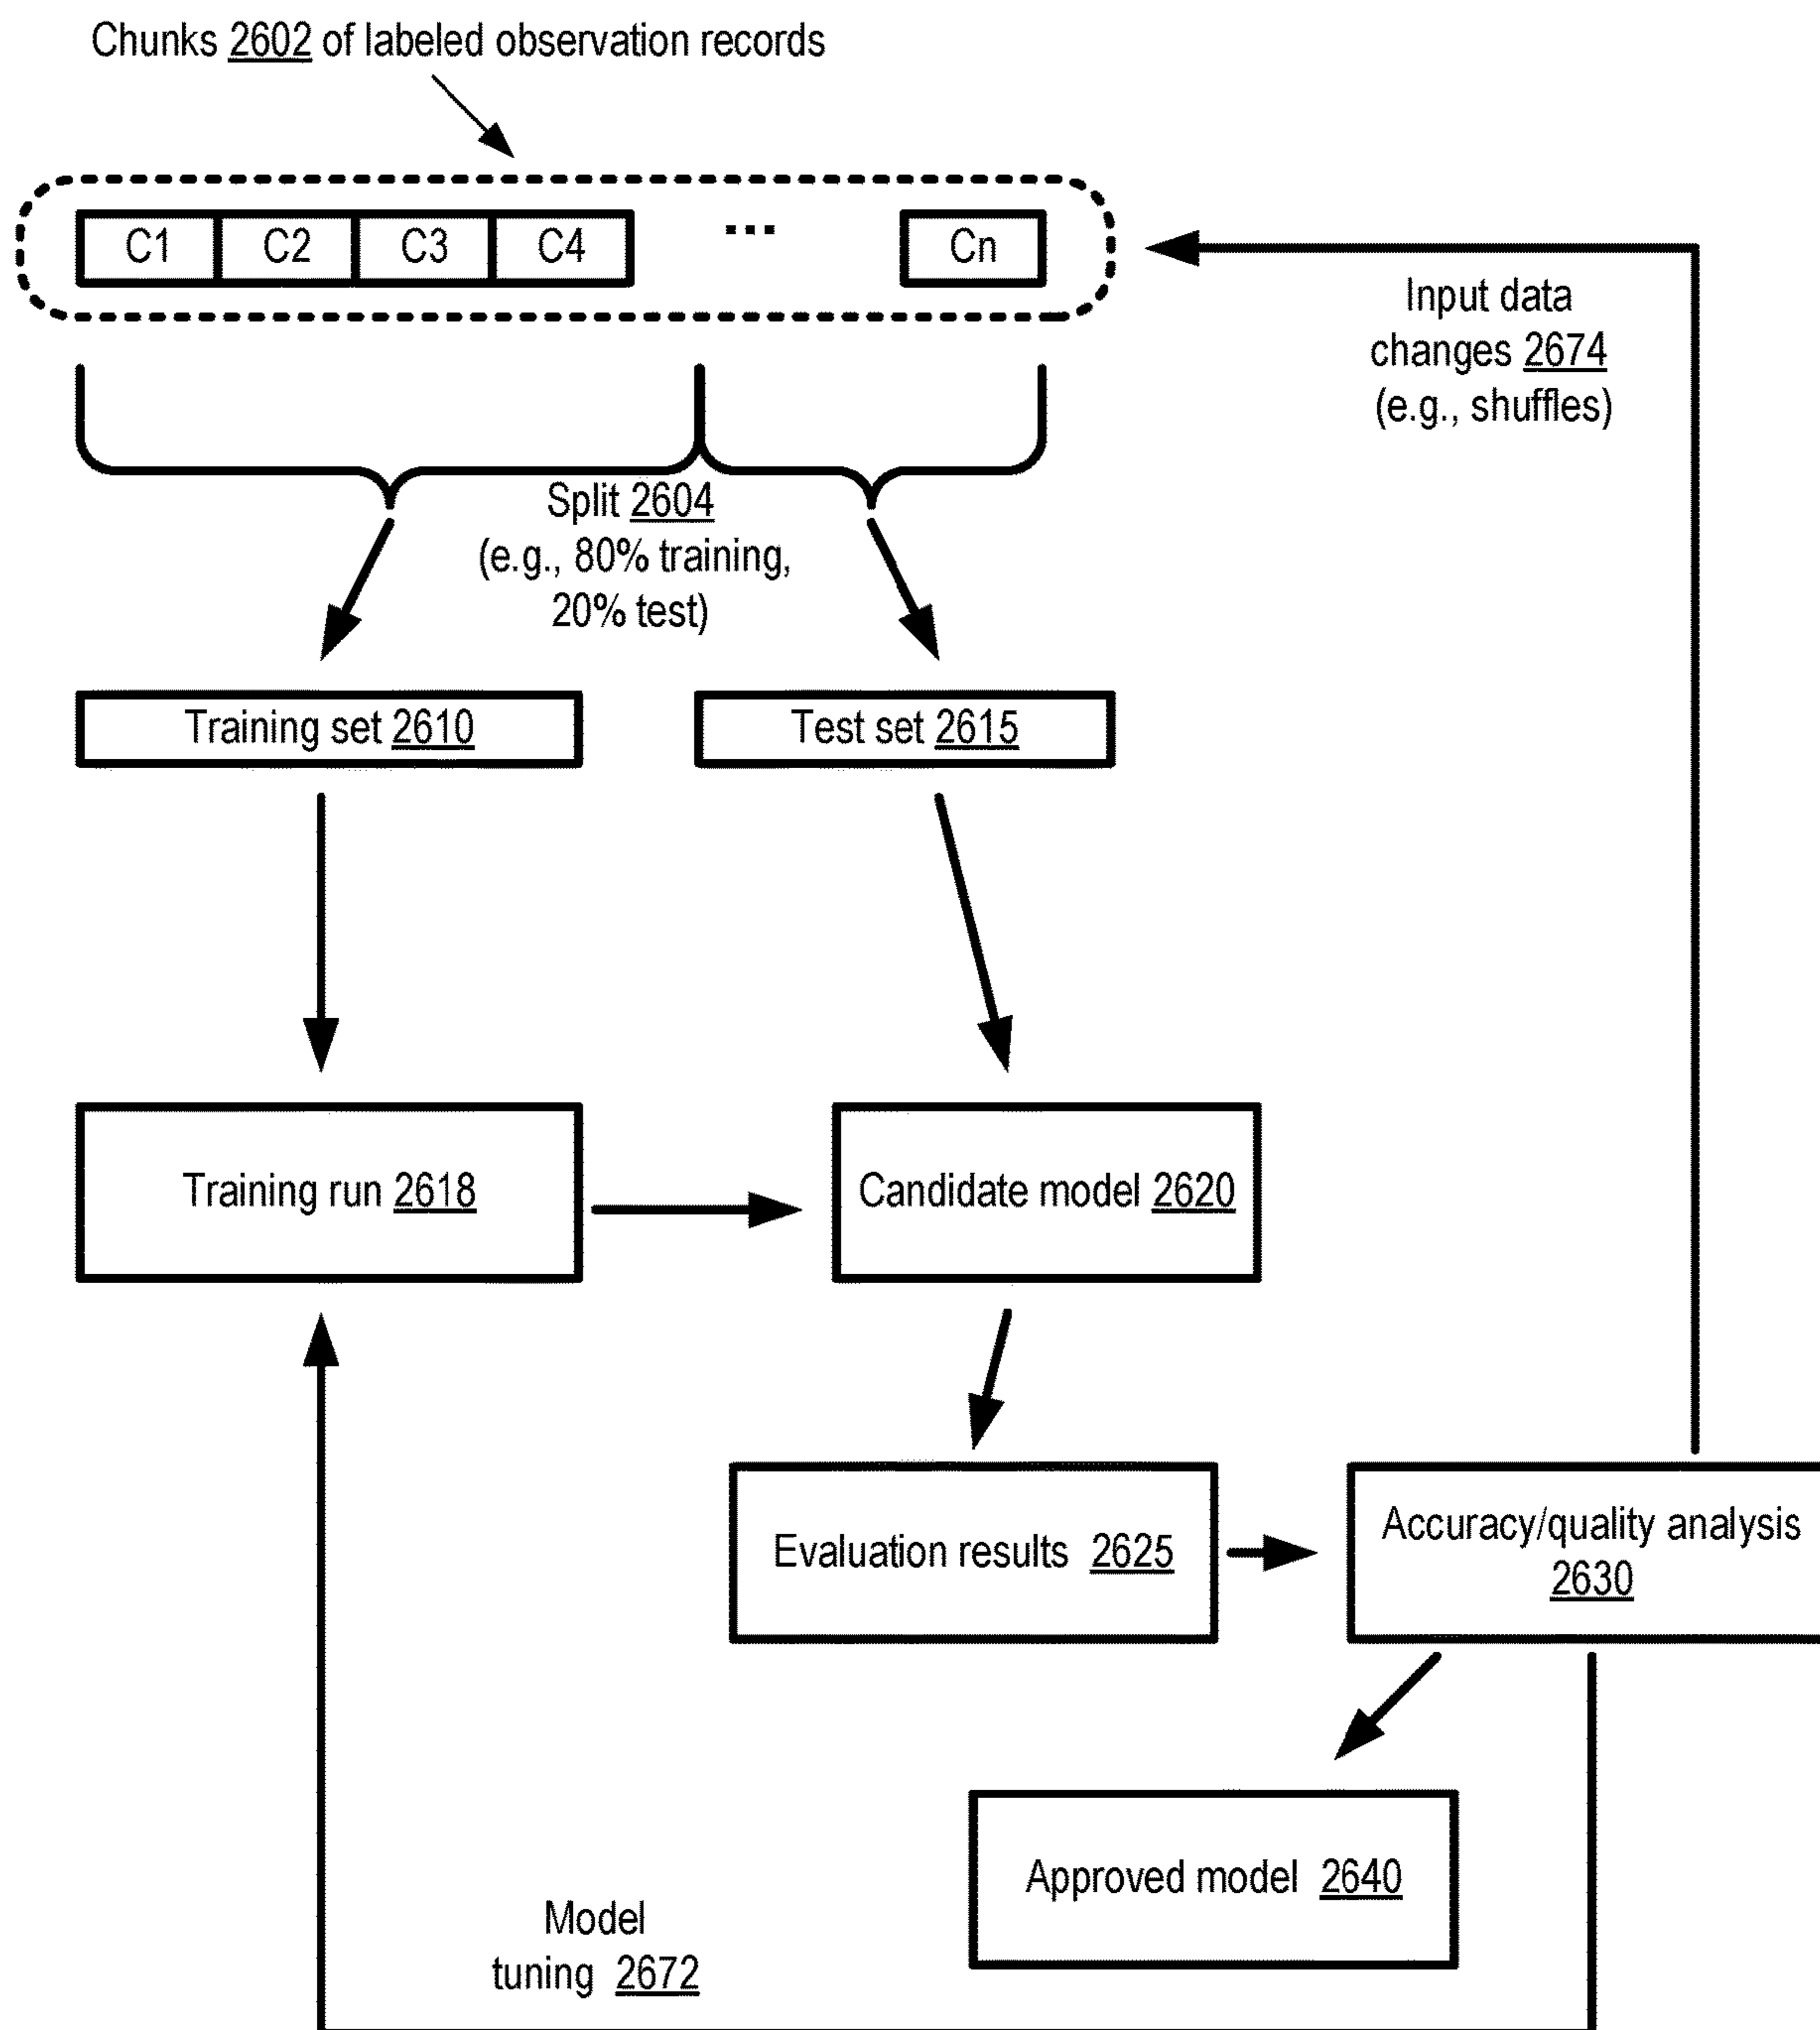 Chunks 2602 of labeled observation records
C1 C2 C3 C4 ... Cn
Input data
changes 2674
(e.g., shuffles)
Split 2604
(e.g., 80% training,
20% test)
Training set 2610
Test set 2615
Training run 2618
Candidate model 2620
Evaluation results 2625
Accuracy/quality analysis
2630
Approved model 2640
Model
tuning 2672